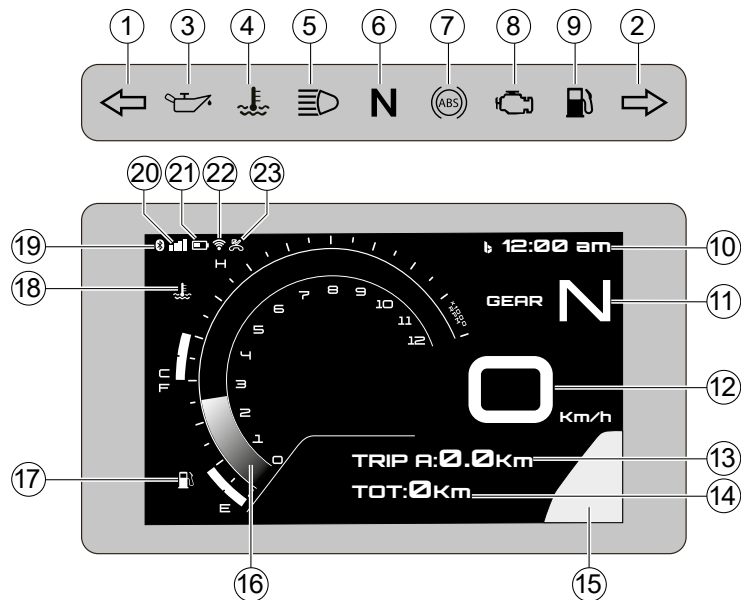 1 3 4 5 6 7 8 9 2
N ABS
20 21 22 23
19
18
17
H
C
F
E
0 1 2 3 4 5 6 7 8 9 10 11 12
x1000
RPM
12:00 am 10
GEAR N 11
0 Km/h 12
TRIP A:0.0Km 13
TOT:0Km 14
16 15